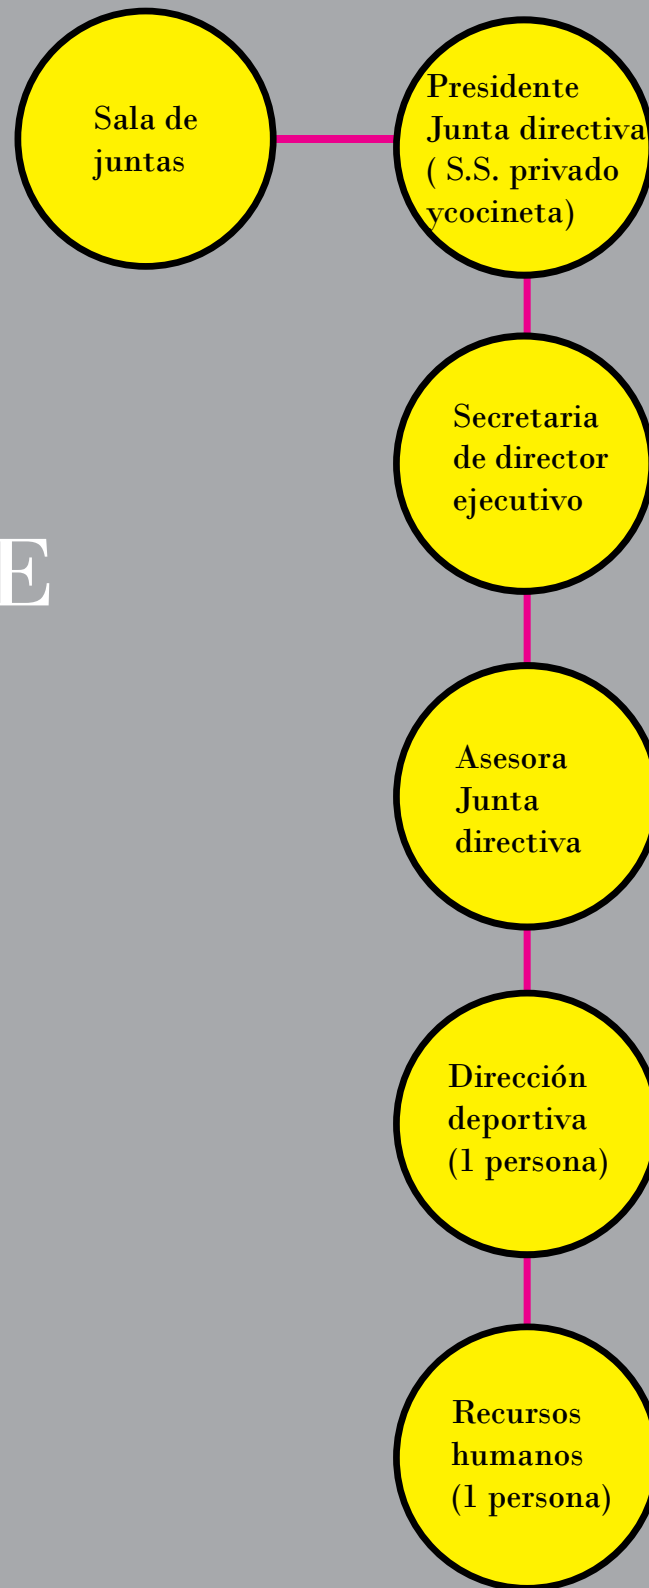 Sala de
juntas
Presidente
Junta directiva
( S.S. privado
ycocineta)
Secretaria
de director
ejecutivo
E
Asesora
Junta
directiva
Dirección
deportiva
(1 persona)
Recursos
humanos
(1 persona)